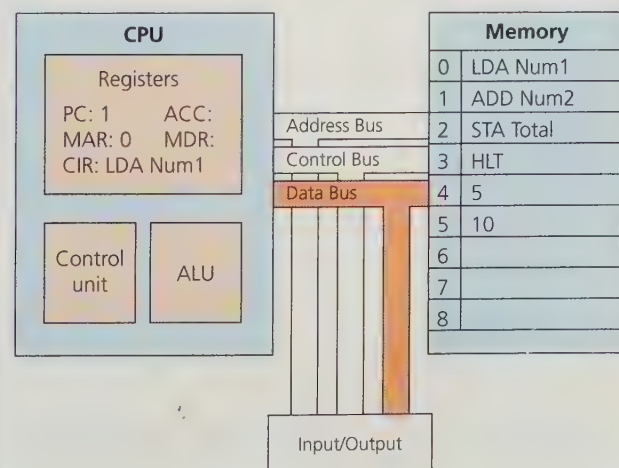 CPU
Registers
PC: 1 ACC:
MAR: 0 MDR:
CIR: LDA Num1
Control
unit
ALU
Address Bus
Control Bus
Data Bus
Memory
0 LDA Num1
1 ADD Num2
2 STA Total
3 HLT
4 5
5 10
6
7
8
Input/Output